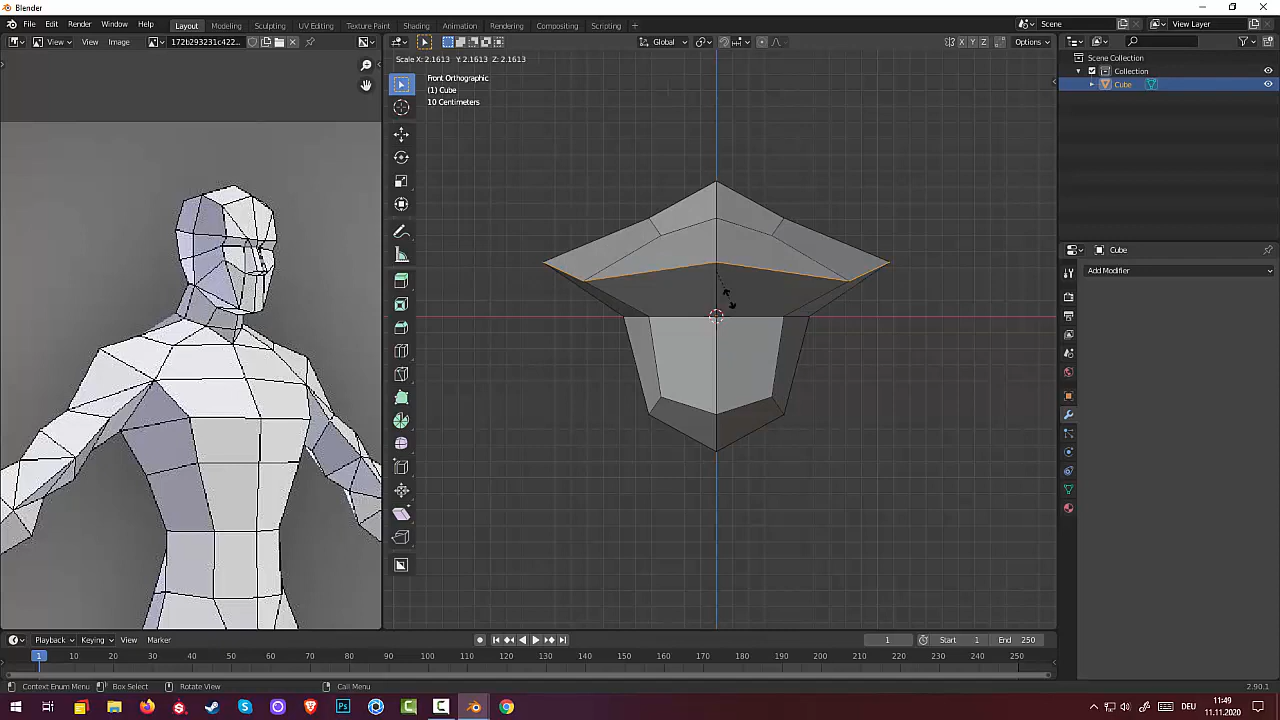 Blender
File Edit Render Window Help
Layout Modeling Sculpting UV Editing Texture Paint Shading Animation Rendering Compositing Scripting +
Scene View Layer
View View Image 172b293231c422...
Global X Y Z Options
Scale X: 2.1613 Y: 2.1613 Z: 2.1613
Front Orthographic
(1) Cube
10 Centimeters
Scene Collection
Collection
Cube
Cube
Add Modifier
Playback Keying View Marker
1 Start 1 End 250
1 10 20 30 40 50 60 70 80 90 100 110 120 130 140 150 160 170 180 190 200 210 220 230 240 250
Context Enum Menu Box Select Rotate View Call Menu 2.90.1
DEU 11:49
11.11.2020